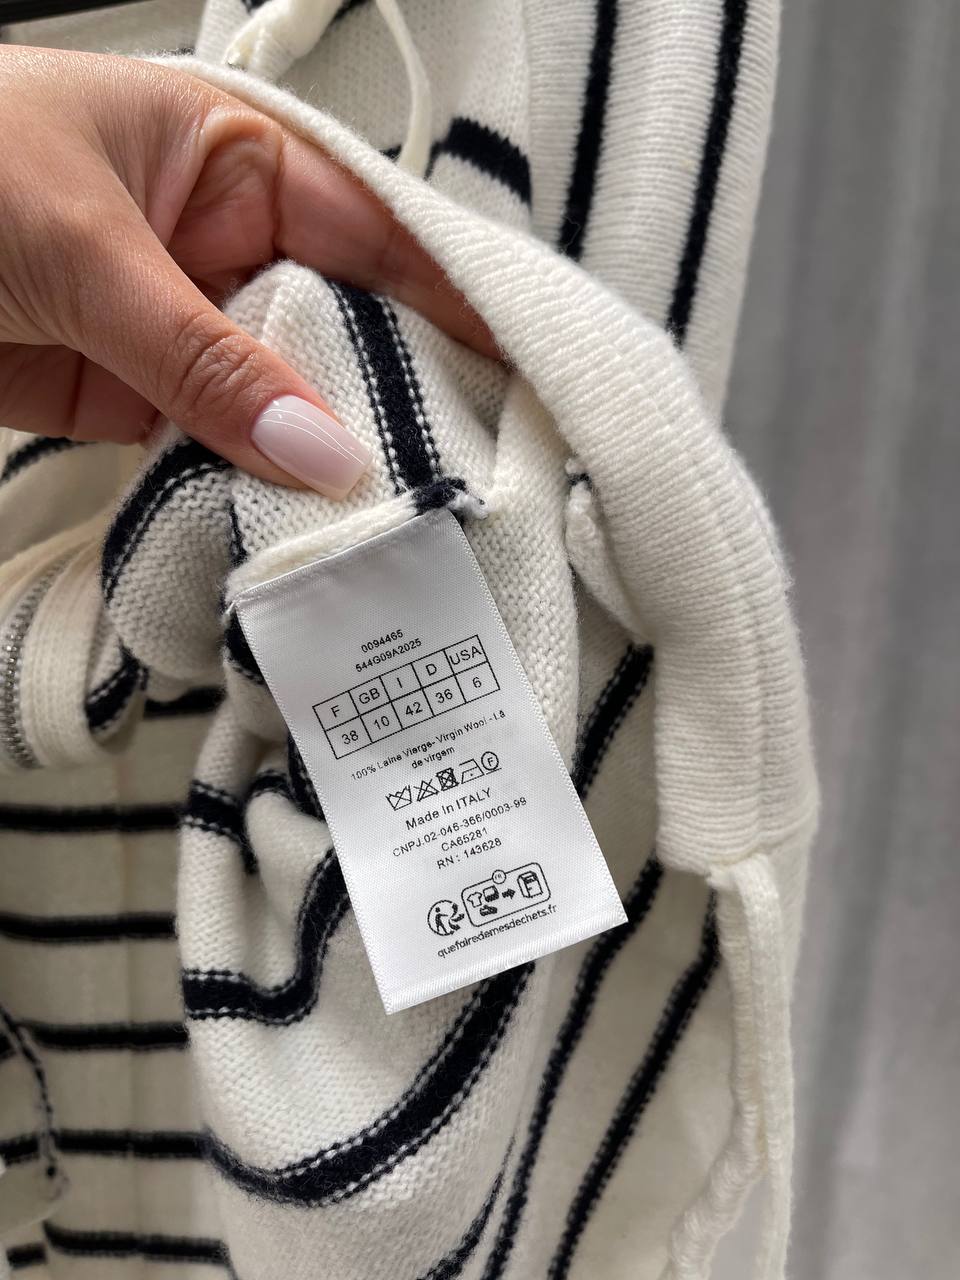 0094465
544G09A2025
F GB I D USA
38 10 42 36 6
100% Laine Vierge- Virgin Wool - Lã
de virgem
F
Made in ITALY
CNPJ.02-046-366/0003-99
CA65281
RN : 143628
FR
quefairedemesdechets.fr